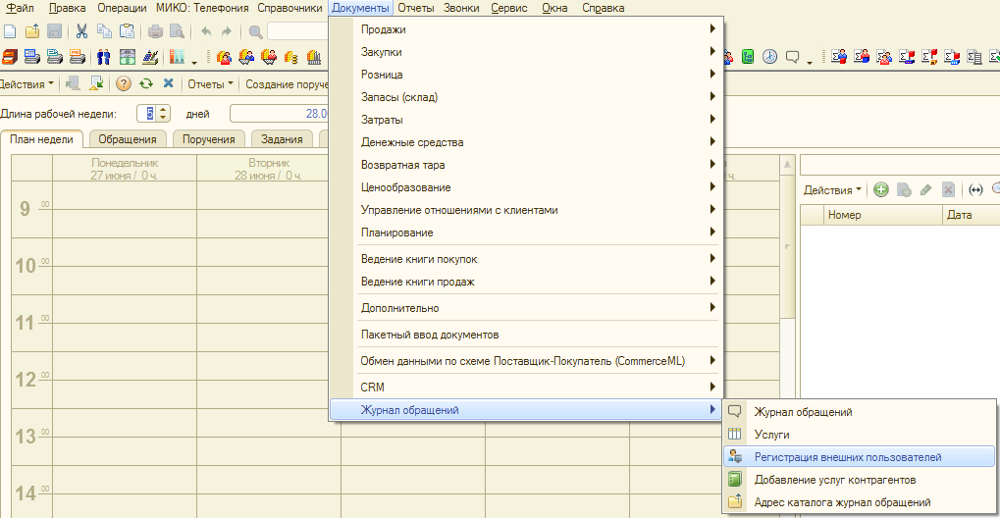 Файл Правка Операции МИКО: Телефония Справочники Документы Отчеты Звонки Сервис Окна Справка
Действия Отчеты Создание поруче
Длина рабочей недели: 5 дней 28.0
План недели Обращения Поручения Задания
Понедельник Вторник
27 июня / 0 ч. 28 июня / 0 ч. ч.
9 00
10 00
11 00
12 00
13 00
14 00
Продажи
Закупки
Розница
Запасы (склад)
Затраты
Денежные средства
Возвратная тара
Ценообразование
Управление отношениями с клиентами
Планирование
Ведение книги покупок
Ведение книги продаж
Дополнительно
Пакетный ввод документов
Обмен данными по схеме Поставщик-Покупатель (CommerceML)
CRM
Журнал обращений
Журнал обращений
Услуги
Регистрация внешних пользователей
Добавление услуг контрагентов
Адрес каталога журнал обращений
Действия
Номер Дата